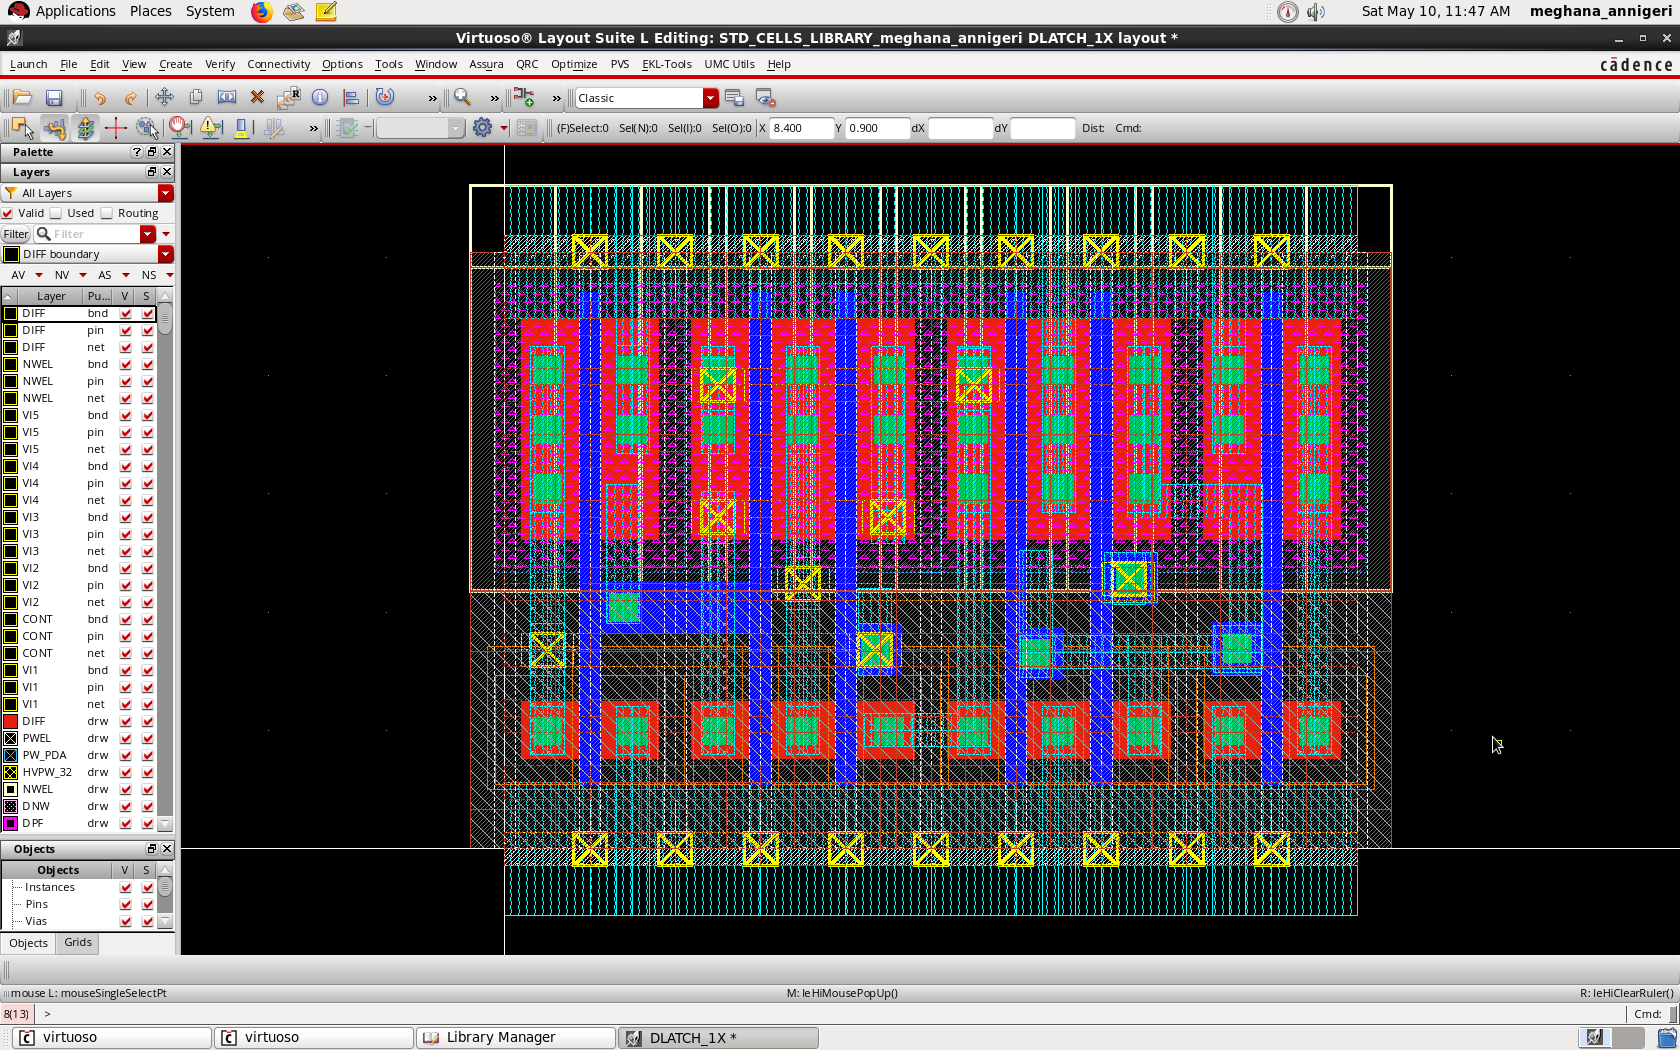 Applications Places System Sat May 10, 11:47 AM meghana_annigeri
Virtuoso® Layout Suite L Editing: STD_CELLS_LIBRARY_meghana_annigeri DLATCH_1X layout *
Launch File Edit View Create Verify Connectivity Options Tools Window Assura QRC Optimize PVS EKL-Tools UMC Utils Help cādence
» » » Classic
» (F)Select:0 Sel(N):0 Sel(I):0 Sel(O):0 X 8.400 Y 0.900 dX dY Dist: Cmd:
Palette
Layers
All Layers
Valid Used Routing
Filter Filter
DIFF boundary
AV NV AS NS
Layer Pu... V S
DIFF bnd
DIFF pin
DIFF net
NWEL bnd
NWEL pin
NWEL net
VI5 bnd
VI5 pin
VI5 net
VI4 bnd
VI4 pin
VI4 net
VI3 bnd
VI3 pin
VI3 net
VI2 bnd
VI2 pin
VI2 net
CONT bnd
CONT pin
CONT net
VI1 bnd
VI1 pin
VI1 net
DIFF drw
PWEL drw
PW_PDA drw
HVPW_32 drw
NWEL drw
DNW drw
DPF drw
Objects
Objects V S
Instances
Pins
Vias
Objects Grids
mouse L: mouseSingleSelectPt M: leHiMousePopUp() R: leHiClearRuler()
8(13) > Cmd:
virtuoso virtuoso Library Manager DLATCH_1X *